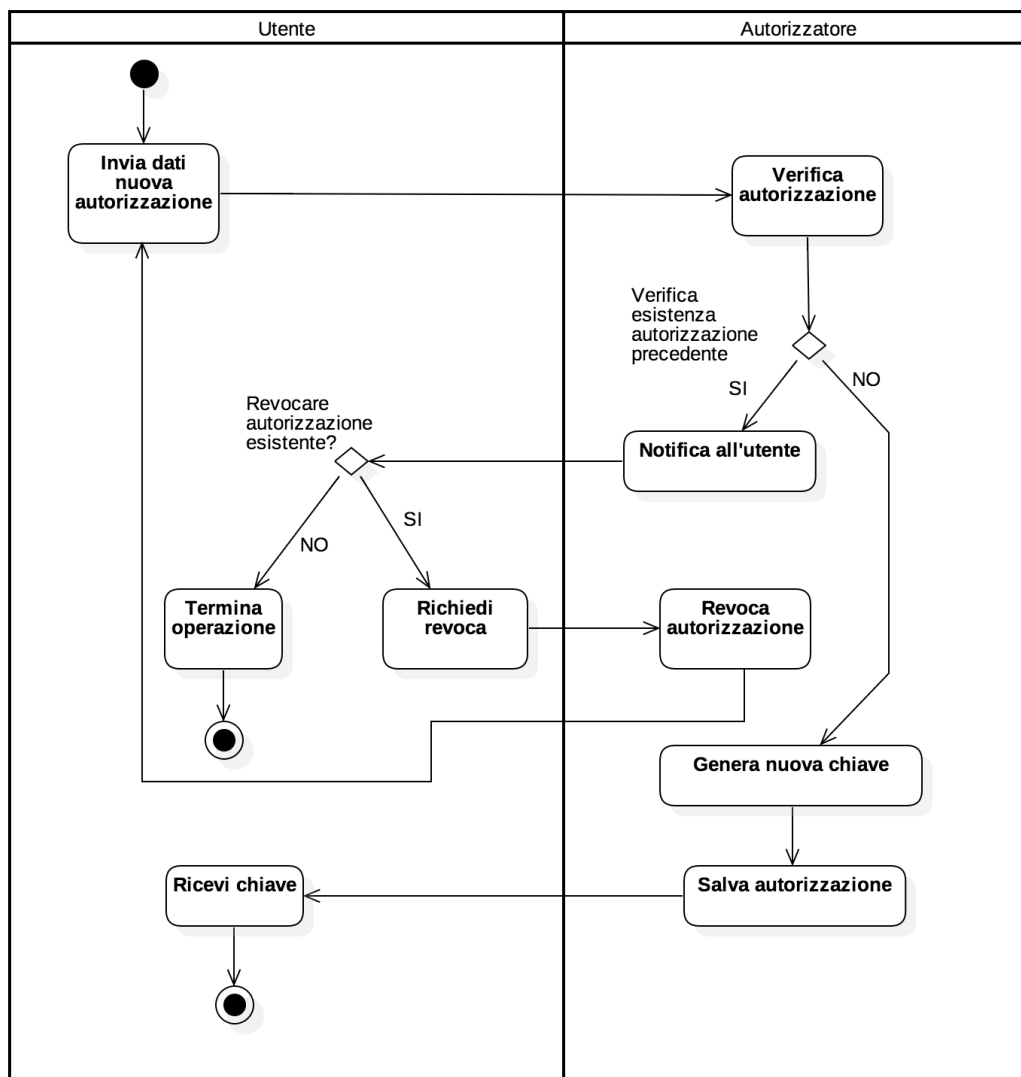 Utente
Autorizzatore
Invia dati
nuova
autorizzazione
Verifica
autorizzazione
Verifica
esistenza
autorizzazione
precedente
SI
NO
Revocare
autorizzazione
esistente?
Notifica all'utente
SI
NO
Termina
operazione
Richiedi
revoca
Revoca
autorizzazione
Genera nuova chiave
Ricevi chiave
Salva autorizzazione